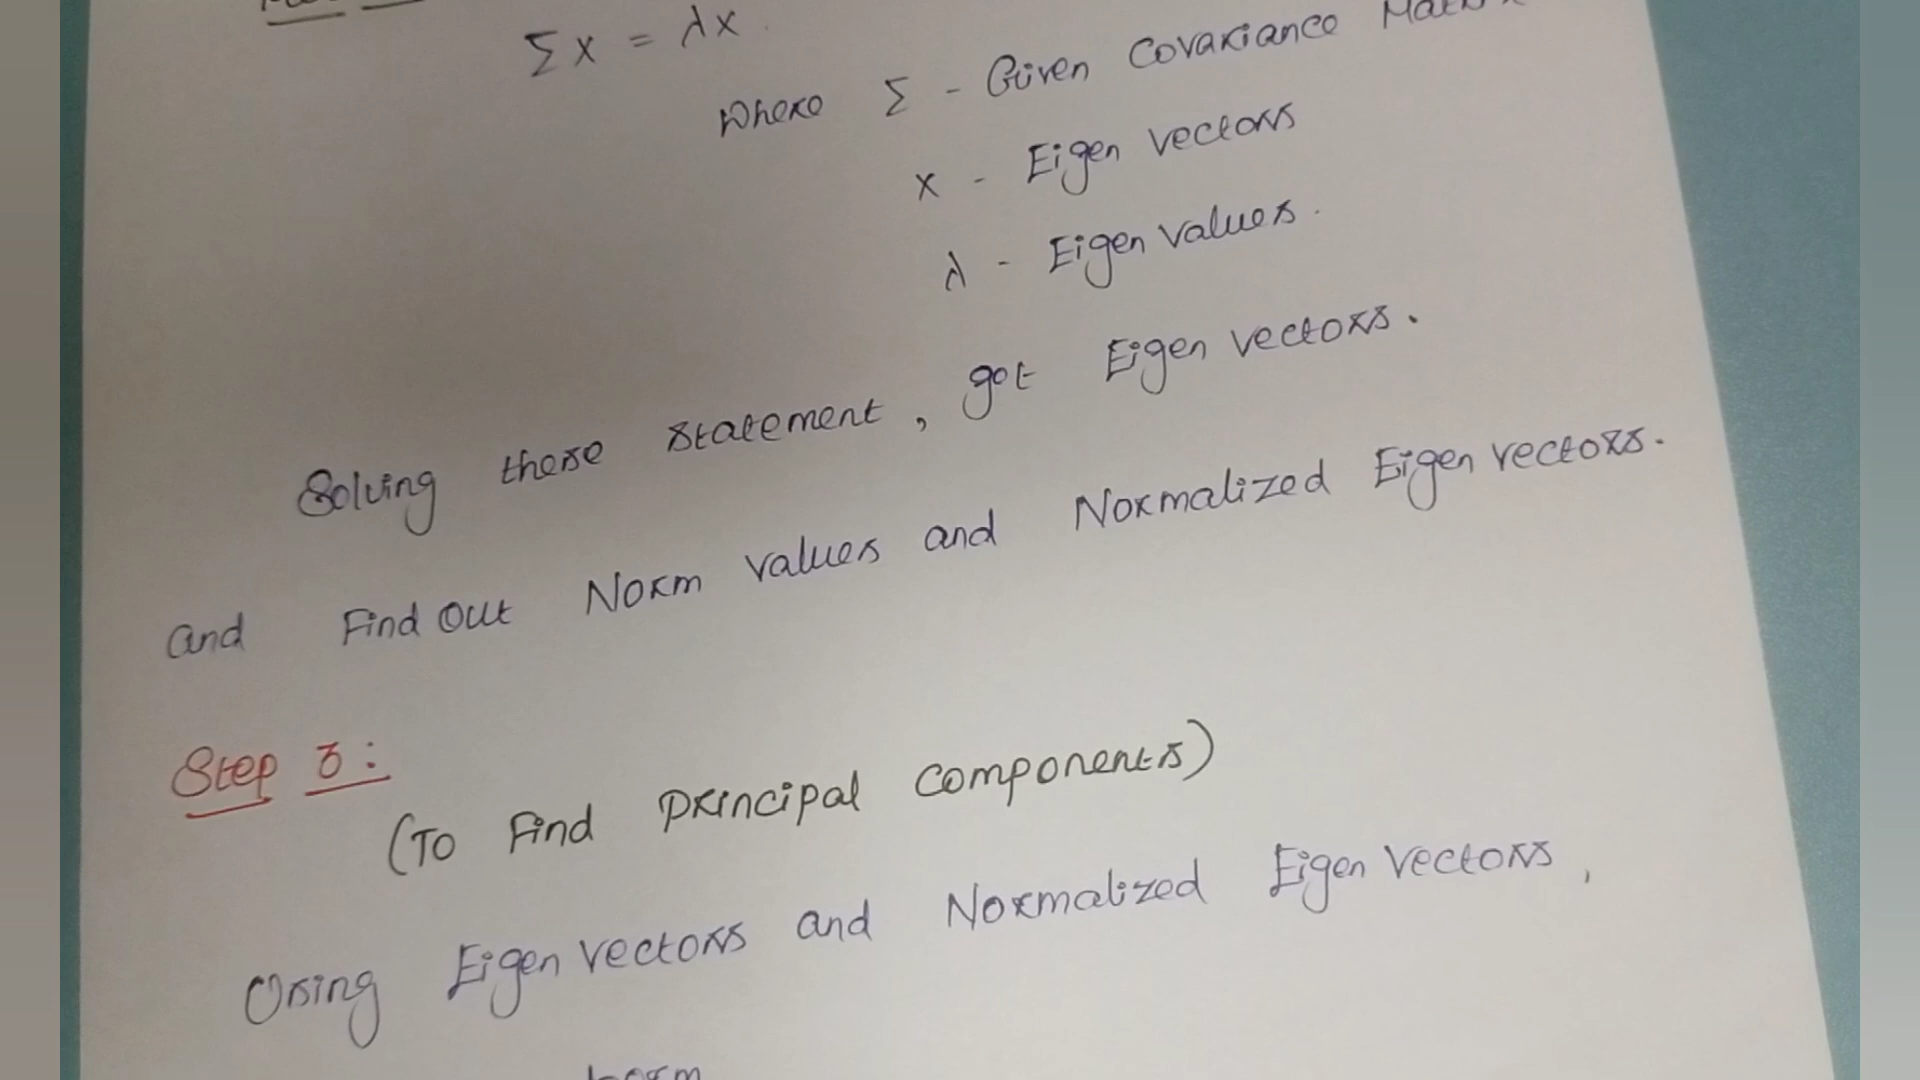 Σx = λx
Where Σ - Given Covariance
x - Eigen vectors
λ - Eigen values.
Solving these statement, got Eigen vectors.
and Find out Norm values and Normalized Eigen vectors.
Step 3:
(To Find principal components)
Using Eigen vectors and Normalized Eigen vectors,